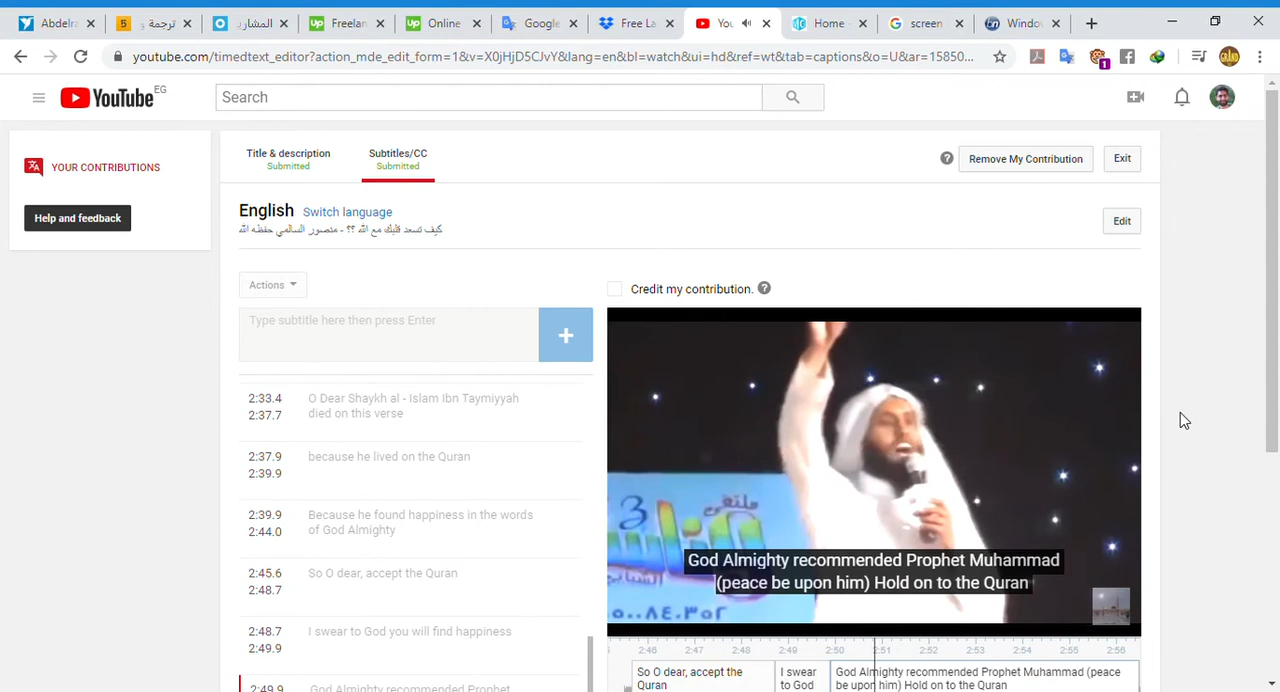 Abdelra
ترجمة و
المشاريـ
Freelan
Online
Google
Free La
You
Home -
screen
Windo
youtube.com/timedtext_editor?action_mde_edit_form=1&v=X0jHjD5CJvY&lang=en&bl=watch&ui=hd&ref=wt&tab=captions&o=U&ar=15850...
1
YouTube EG
Search
YOUR CONTRIBUTIONS
Help and feedback
Title & description
Submitted
Subtitles/CC
Submitted
Remove My Contribution
Exit
English Switch language
كيف تسعد قلبك مع الله ؟؟ - منصور السالمي حفظه الله
Edit
Actions
Credit my contribution.
Type subtitle here then press Enter
+
2:33.4 O Dear Shaykh al - Islam Ibn Taymiyyah
2:37.7 died on this verse
2:37.9 because he lived on the Quran
2:39.9
2:39.9 Because he found happiness in the words
2:44.0 of God Almighty
2:45.6 So O dear, accept the Quran
2:48.7
2:48.7 I swear to God you will find happiness
2:49.9
2:49.9 God Almighty recommended Prophet
ملتقى
3
الشبابي
God Almighty recommended Prophet Muhammad
(peace be upon him) Hold on to the Quran
2:46 2:47 2:48 2:49 2:50 2:51 2:52 2:53 2:54 2:55 2:56
So O dear, accept the
Quran
I swear
to God
God Almighty recommended Prophet Muhammad (peace
be upon him) Hold on to the Quran